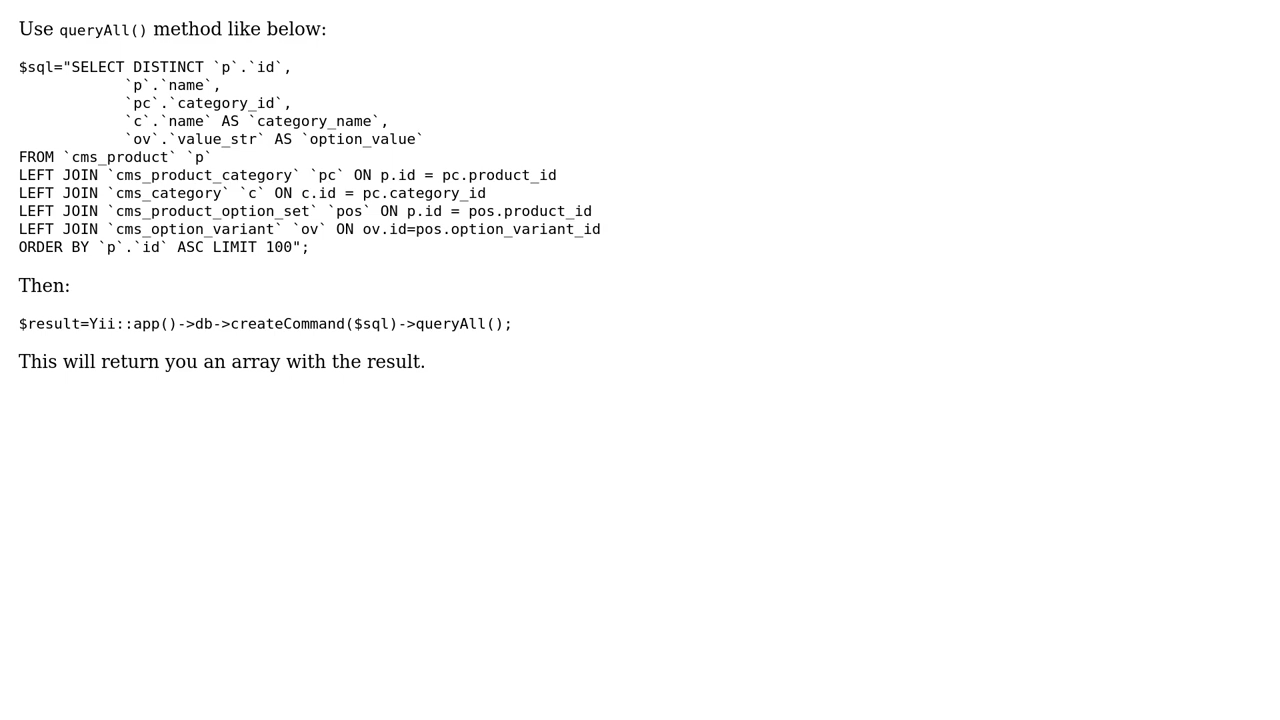 Use queryAll() method like below:
$sql="SELECT DISTINCT `p`.`id`,
            `p`.`name`,
            `pc`.`category_id`,
            `c`.`name` AS `category_name`,
            `ov`.`value_str` AS `option_value`
FROM `cms_product` `p`
LEFT JOIN `cms_product_category` `pc` ON p.id = pc.product_id
LEFT JOIN `cms_category` `c` ON c.id = pc.category_id
LEFT JOIN `cms_product_option_set` `pos` ON p.id = pos.product_id
LEFT JOIN `cms_option_variant` `ov` ON ov.id=pos.option_variant_id
ORDER BY `p`.`id` ASC LIMIT 100";
Then:
$result=Yii::app()->db->createCommand($sql)->queryAll();
This will return you an array with the result.